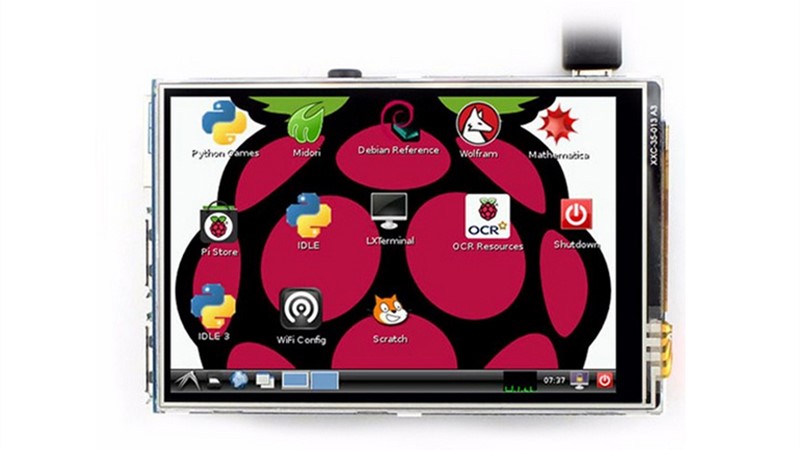 Python Games
Midori
Debian Reference
Wolfram
Mathematica
XXC-35-013 A3
Pi Store
IDLE
LXTerminal
OCR
OCR Resources
Shutdown
IDLE 3
WiFi Config
Scratch
07:37